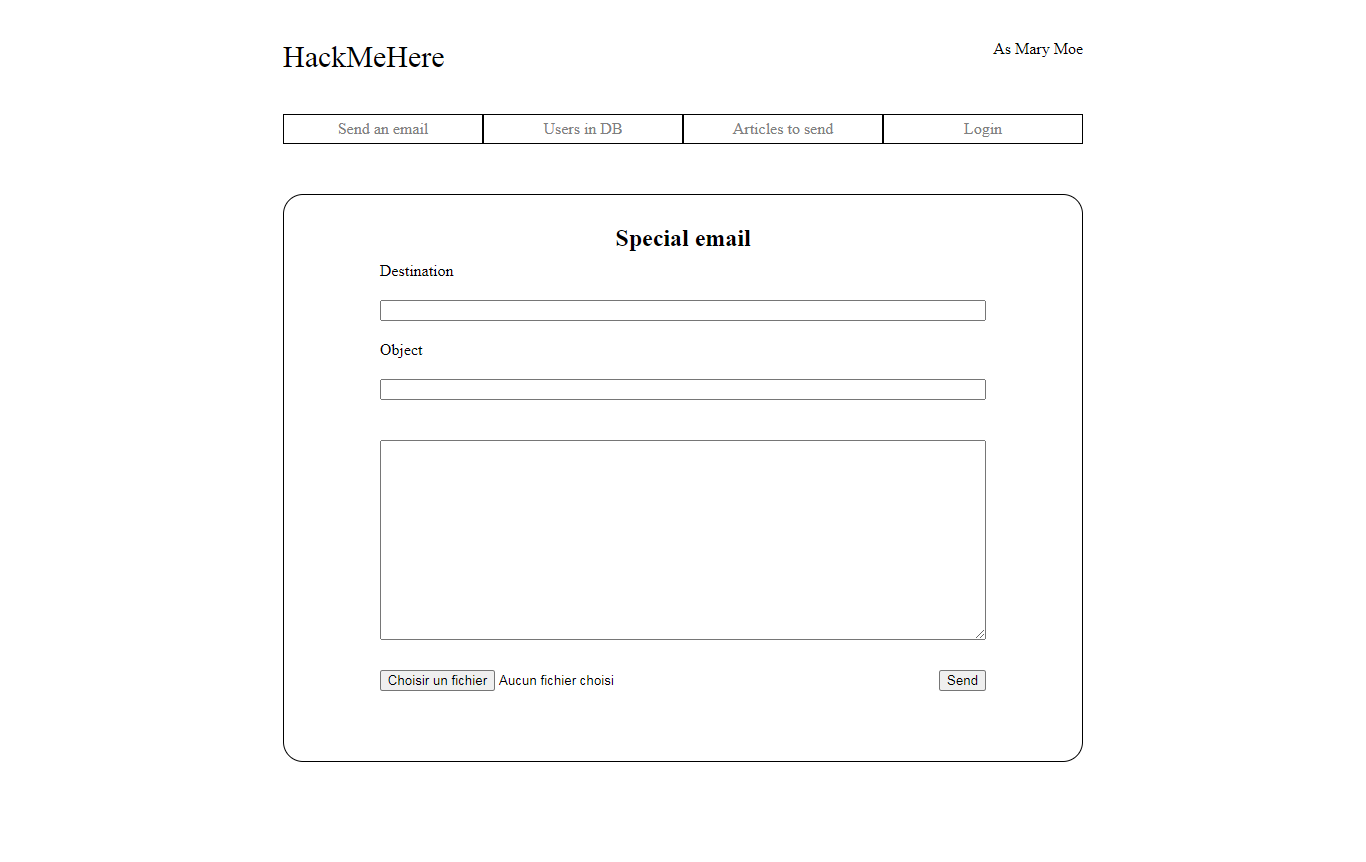 HackMeHere
As Mary Moe
Send an email
Users in DB
Articles to send
Login
Special email
Destination
Object
Choisir un fichier Aucun fichier choisi
Send